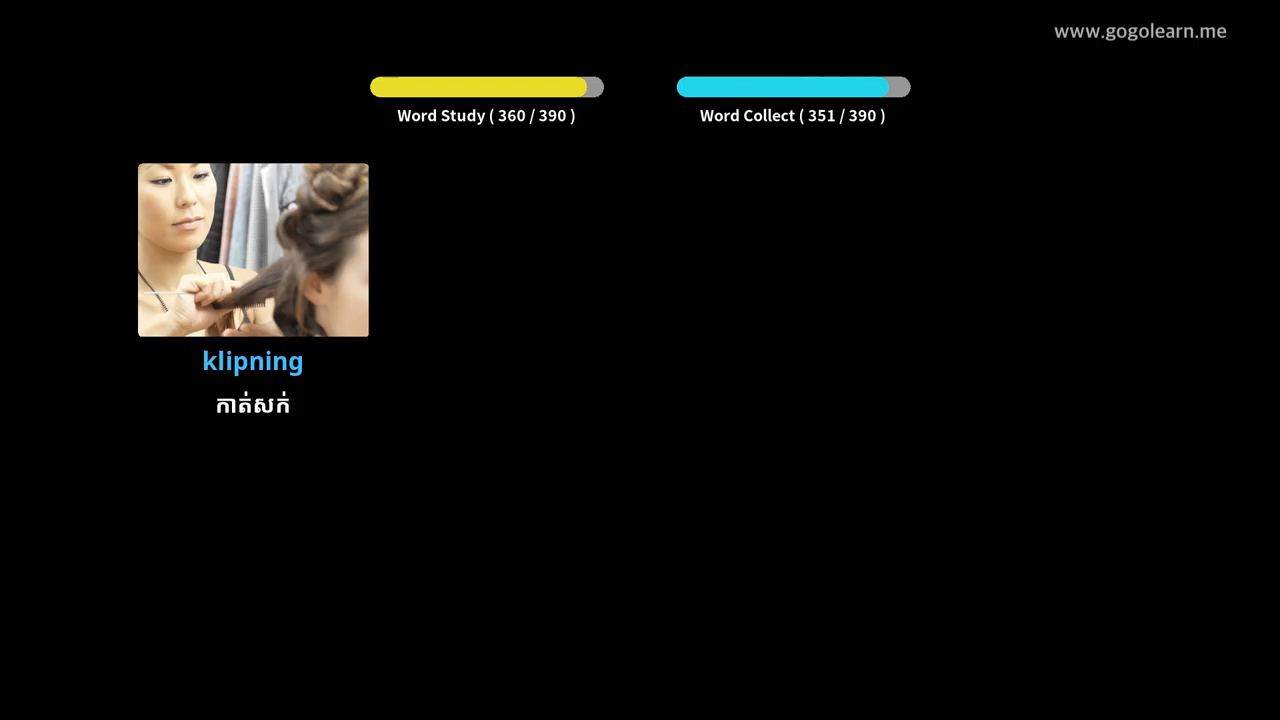 www.gogolearn.me
Word Study ( 360 / 390 )
Word Collect ( 351 / 390 )
klipning
កាត់សក់